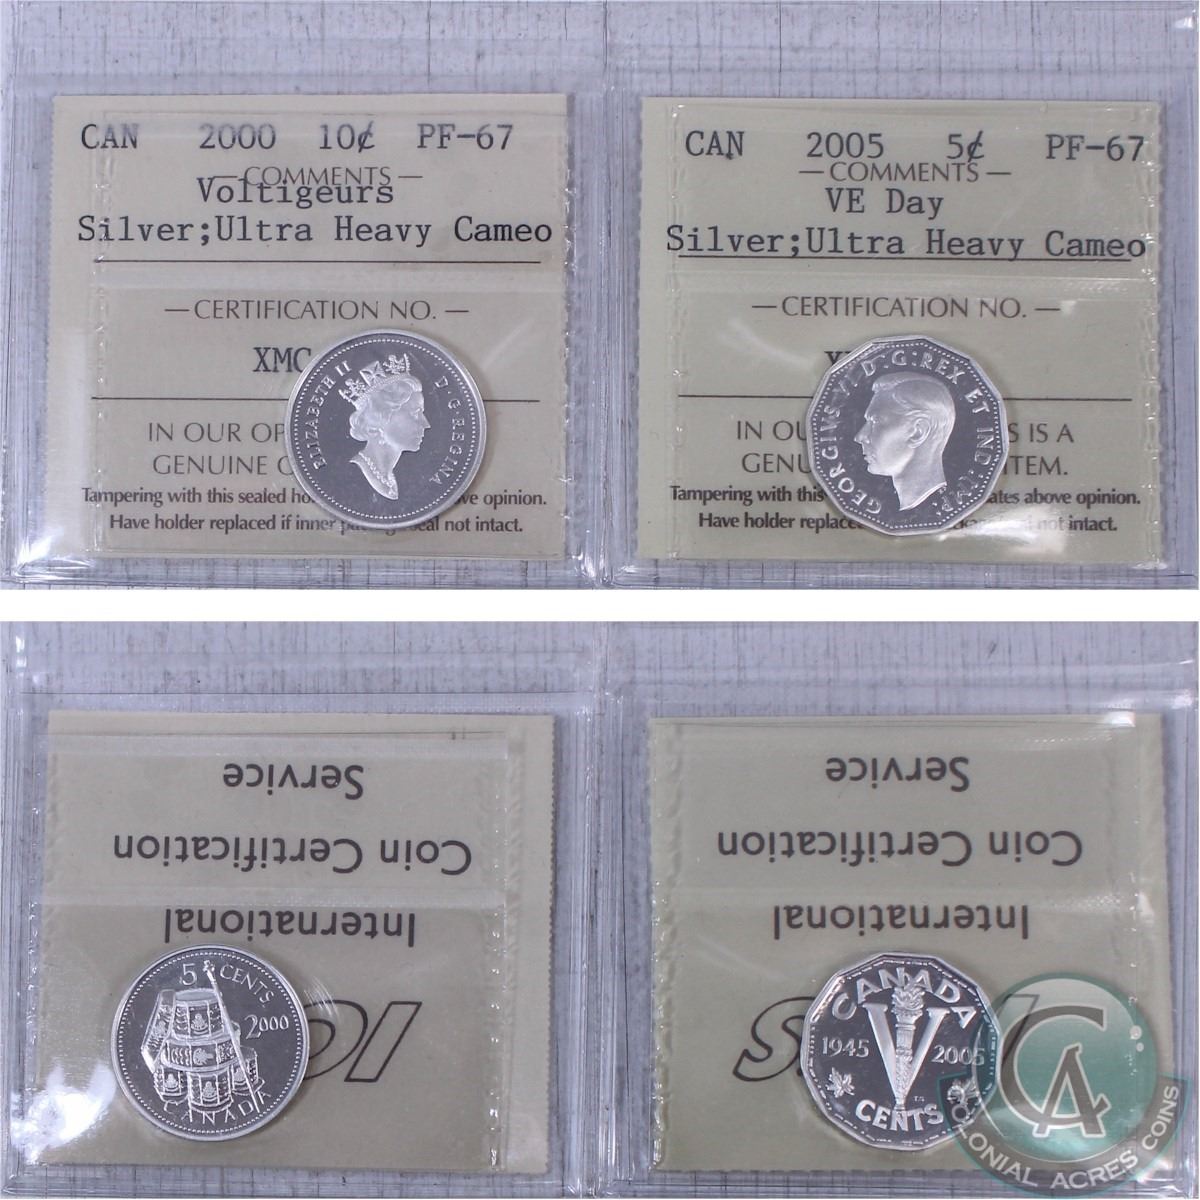 CAN 2000 10¢ PF-67
COMMENTS
Voltigeurs
Silver;Ultra Heavy Cameo
CERTIFICATION NO.
XMC
IN OUR OP
GENUINE
Tampering with this sealed ve opinion.
Have holder replaced if inner seal not intact.
ELIZABETH II D·G·REGINA
CAN 2005 5¢ PF-67
COMMENTS
VE Day
Silver;Ultra Heavy Cameo
CERTIFICATION NO.
IN OU S IS A
GENU ITEM.
Tampering with this ates above opinion.
Have holder replace not intact.
GEORGIVS VI D:G:REX ET IND:IMP:
Service
Coin Certification
International
5 CENTS
2000
CANADA
Service
Coin Certification
International
CANADA
1945 V 2005
CENTS
CA
COLONIAL ACRES COINS